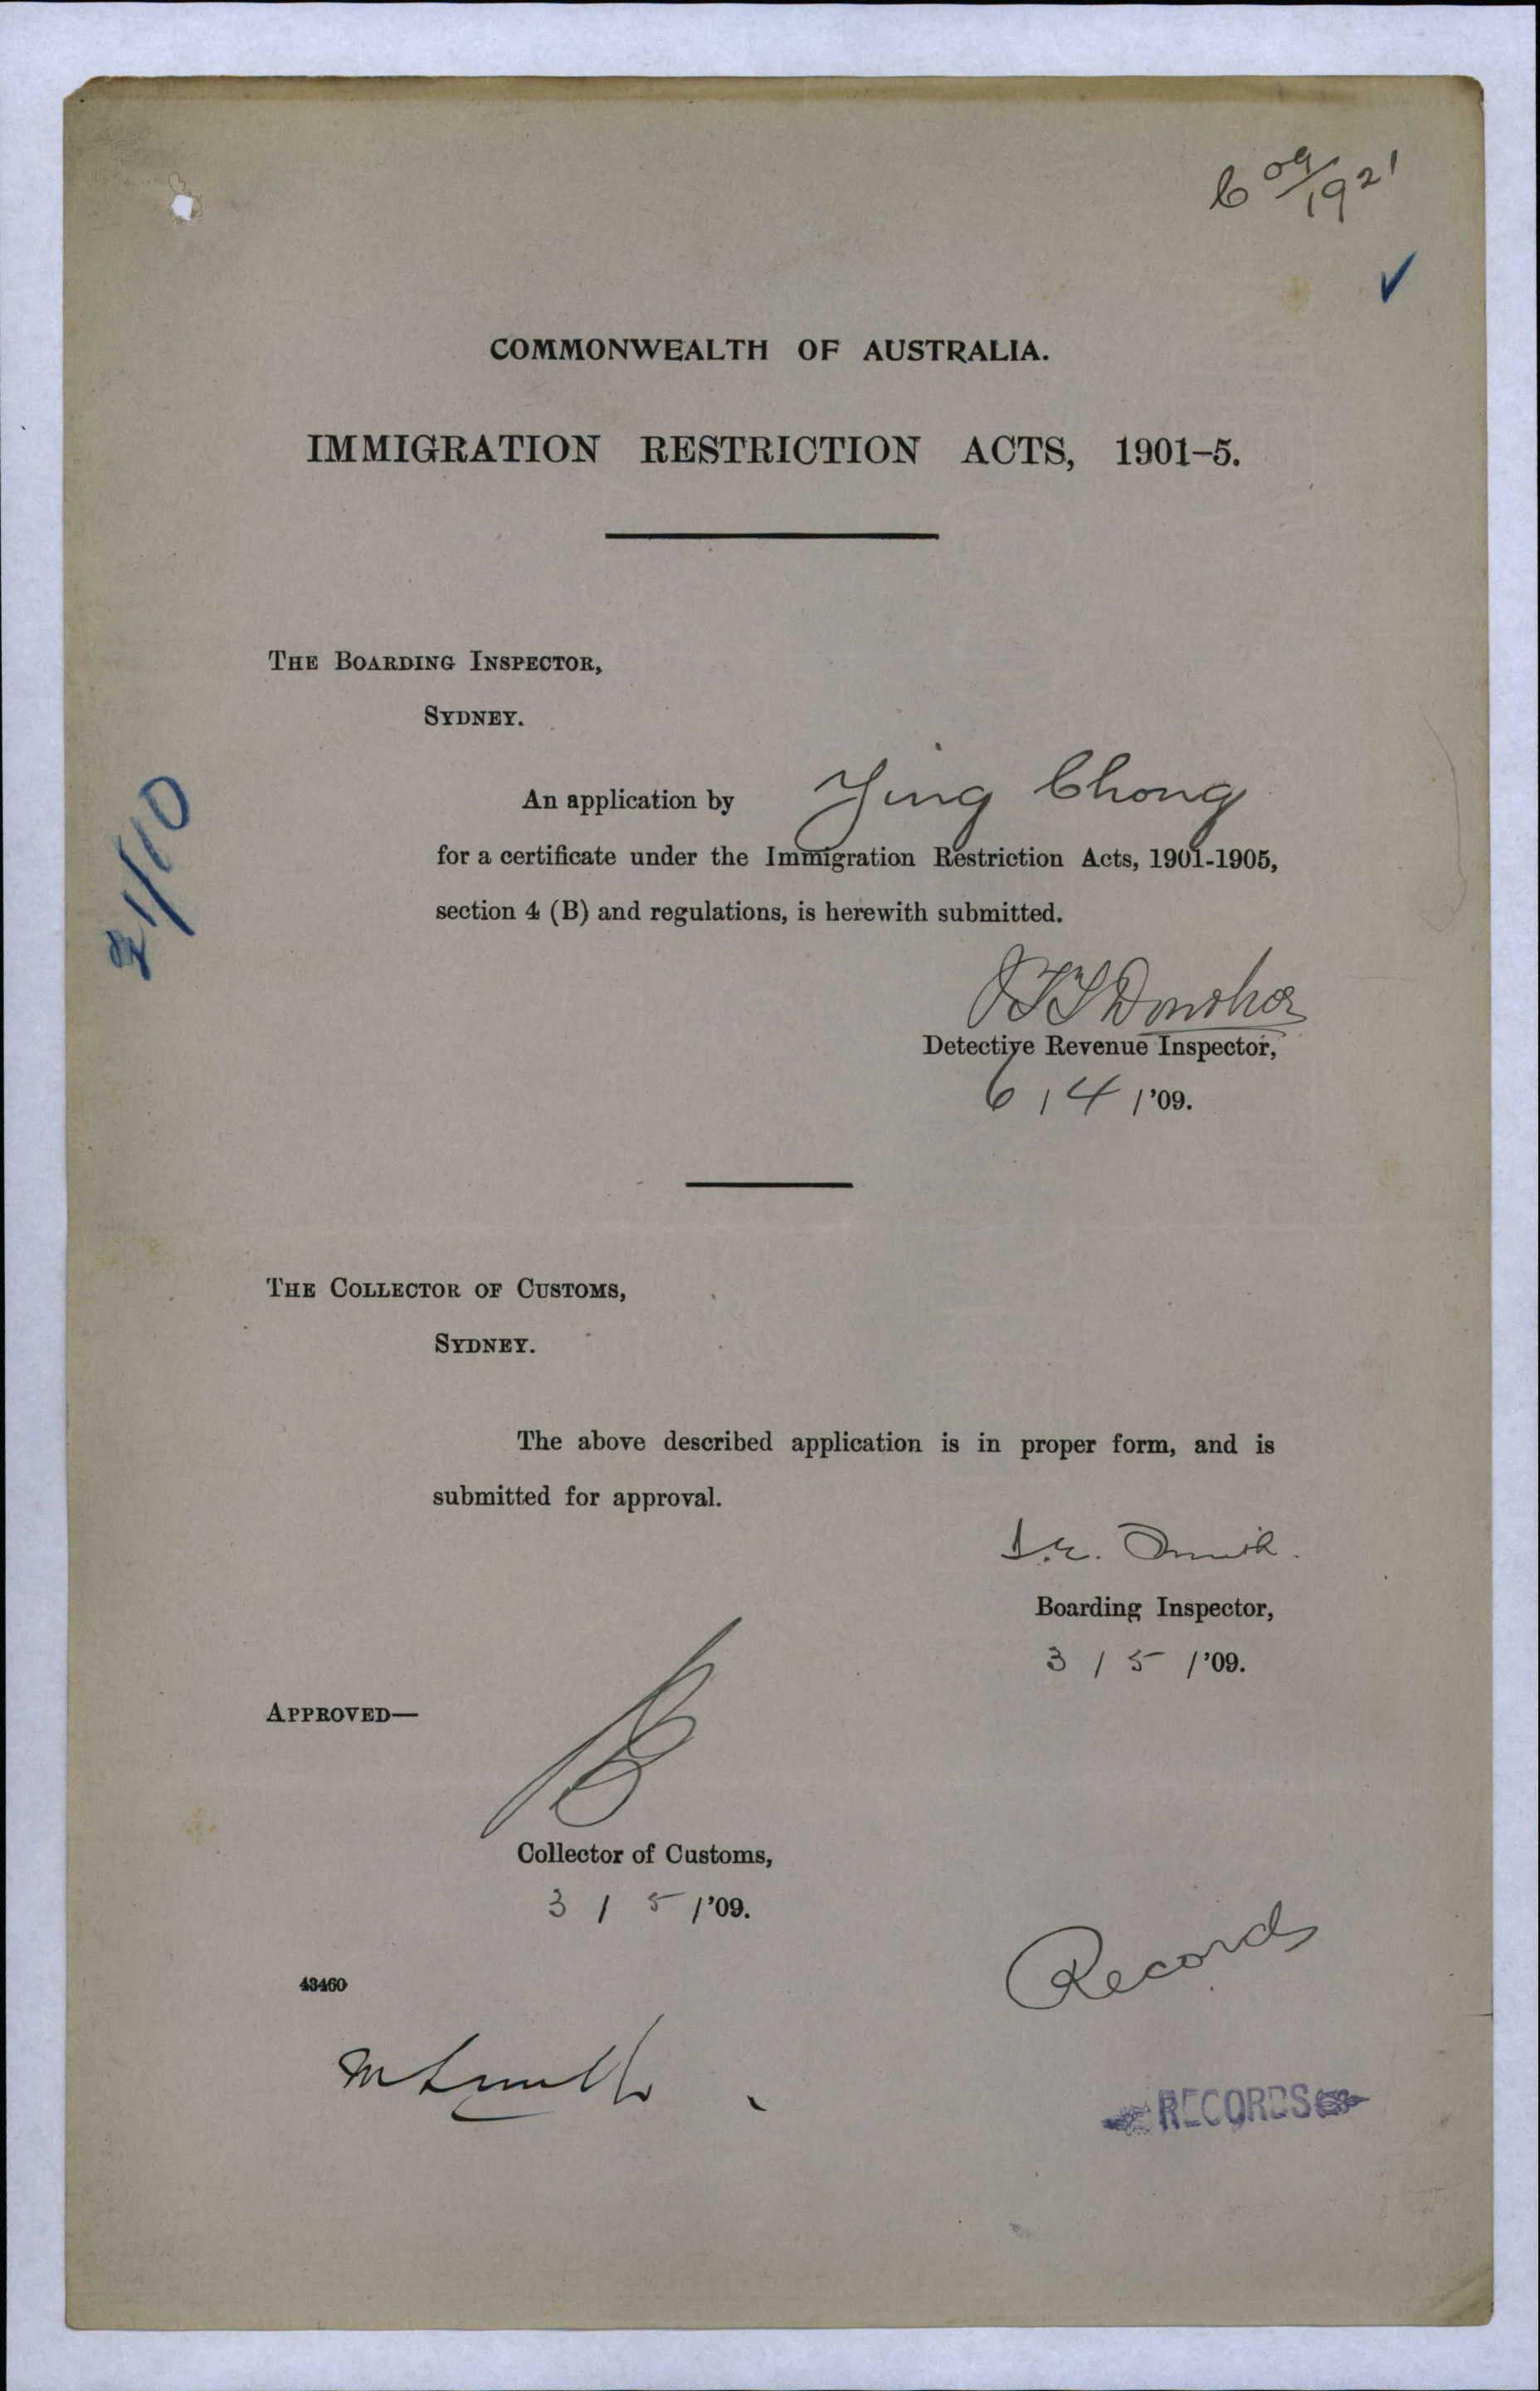 C 09/1921
COMMONWEALTH OF AUSTRALIA.
IMMIGRATION RESTRICTION ACTS, 1901-5.
THE BOARDING INSPECTOR,
SYDNEY.
An application by Ying Chong
for a certificate under the Immigration Restriction Acts, 1901-1905,
section 4 (B) and regulations, is herewith submitted.
Donohoe
Detective Revenue Inspector,
6 / 4 / '09.
THE COLLECTOR OF CUSTOMS,
SYDNEY.
The above described application is in proper form, and is
submitted for approval.
Boarding Inspector,
3 / 5 / '09.
APPROVED—
Collector of Customs,
3 / 5 / '09.
Records
43460
RECORDS